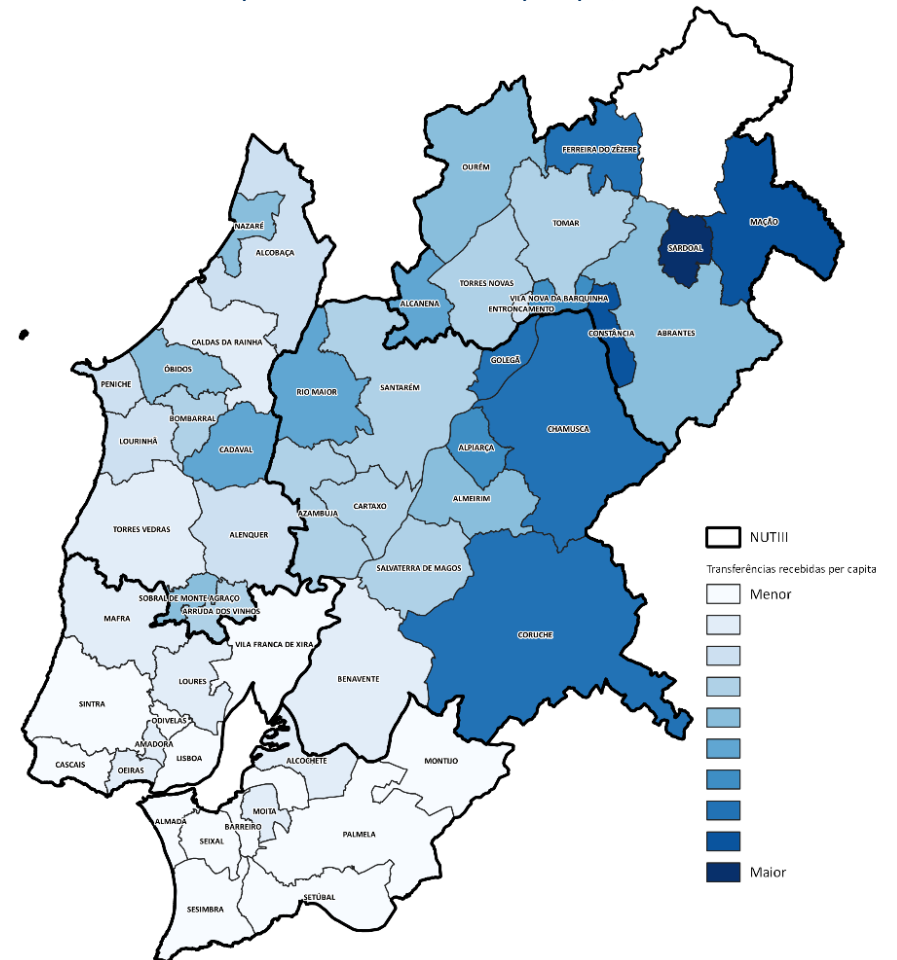 FERREIRA DO ZÊZERE
OURÉM
NAZARÉ
TOMAR
MAÇÃO
SARDOAL
ALCOBAÇA
TORRES NOVAS
VILA NOVA DA BARQUINHA
ALCANENA
ENTRONCAMENTO
CONSTÂNCIA
ABRANTES
CALDAS DA RAINHA
GOLEGÃ
ÓBIDOS
PENICHE
RIO MAIOR
SANTARÉM
BOMBARRAL
CHAMUSCA
LOURINHÃ
CADAVAL
ALPIARÇA
ALMEIRIM
CARTAXO
AZAMBUJA
TORRES VEDRAS
ALENQUER
NUTIII
SALVATERRA DE MAGOS
Transferências recebidas per capita
Menor
SOBRAL DE MONTE AGRAÇO
ARRUDA DOS VINHOS
MAFRA
CORUCHE
VILA FRANCA DE XIRA
LOURES
BENAVENTE
SINTRA
ODIVELAS
AMADORA
LISBOA
CASCAIS
OEIRAS
ALCOCHETE
MONTIJO
MOITA
ALMADA
BARREIRO
PALMELA
SEIXAL
Maior
SETÚBAL
SESIMBRA